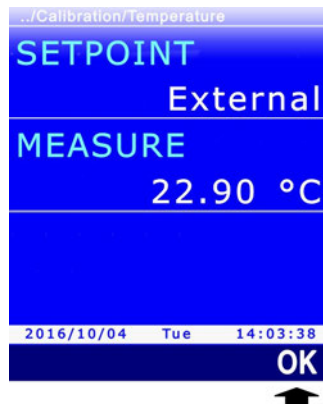 ../Calibration/Temperature
SETPOINT
External
MEASURE
22.90 °C
2016/10/04 Tue 14:03:38
OK